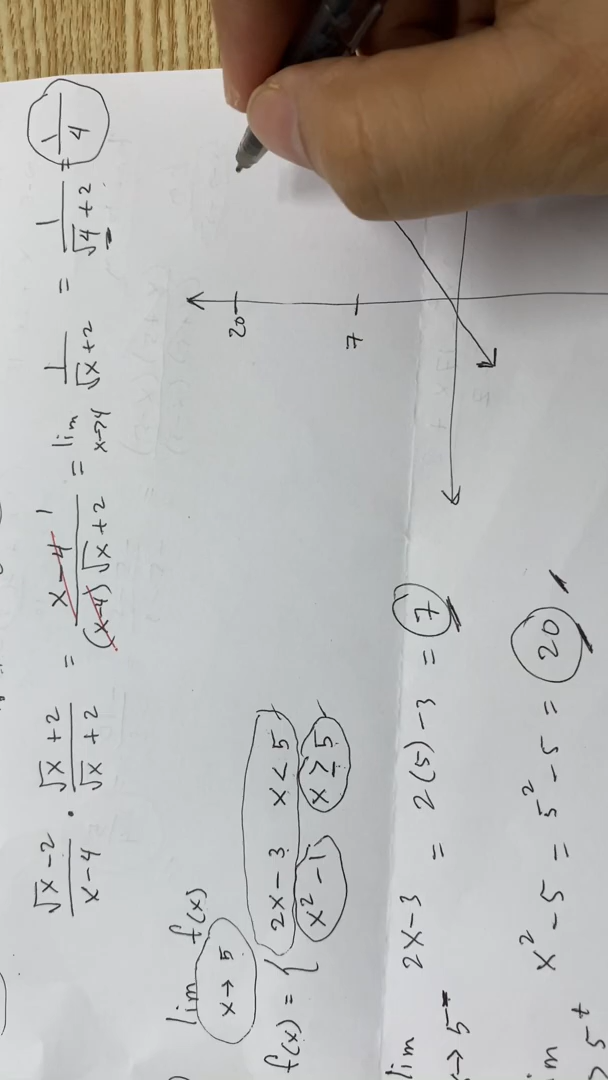 √x - 2 / x - 4 · √x + 2 / √x + 2 = x - 4 1 / (x-4) √x + 2 = lim x→4 1 / √x + 2 = 1 / √4 + 2 = 1 / 4
lim x → 5 f(x)
f(x) = { 2x - 3 x < 5
x² - 1 x ≥ 5
lim x → 5⁻ 2x - 3 = 2(5) - 3 = 7
x² - 5 = 5² - 5 = 20
20
7